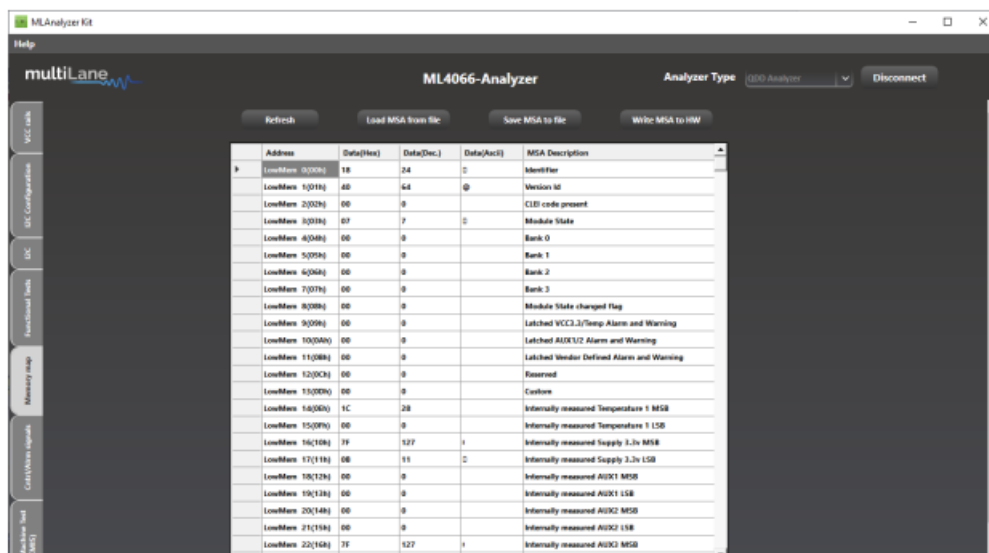 MLAnalyzer Kit
Help
multiLane
ML4066-Analyzer
Analyzer Type QDD Analyzer Disconnect
Refresh Load MSA from file Save MSA to file Write MSA to HW
VCC rails
I2C Configuration
I2C
Functional Tests
Memory map
Cntrl/Alrm signals
Address Data(Hex) Data(Dec.) Data(Ascii) MSA Description
LowMem 0(00h) 18 24 Identifier
LowMem 1(01h) 40 64 @ Version Id
LowMem 2(02h) 00 0 CLEI code present
LowMem 3(03h) 07 7 Module State
LowMem 4(04h) 00 0 Bank 0
LowMem 5(05h) 00 0 Bank 1
LowMem 6(06h) 00 0 Bank 2
LowMem 7(07h) 00 0 Bank 3
LowMem 8(08h) 00 0 Module State changed flag
LowMem 9(09h) 00 0 Latched VCC3.3/Temp Alarm and Warning
LowMem 10(0Ah) 00 0 Latched AUX1/2 Alarm and Warning
LowMem 11(0Bh) 00 0 Latched Vendor Defined Alarm and Warning
LowMem 12(0Ch) 00 0 Reserved
LowMem 13(0Dh) 00 0 Custom
LowMem 14(0Eh) 1C 28 Internally measured Temperature 1 MSB
LowMem 15(0Fh) 00 0 Internally measured Temperature 1 LSB
LowMem 16(10h) 7F 127 Internally measured Supply 3.3v MSB
LowMem 17(11h) 0B 11 Internally measured Supply 3.3v LSB
LowMem 18(12h) 00 0 Internally measured AUX1 MSB
LowMem 19(13h) 00 0 Internally measured AUX1 LSB
LowMem 20(14h) 00 0 Internally measured AUX2 MSB
LowMem 21(15h) 00 0 Internally measured AUX2 LSB
LowMem 22(16h) 7F 127 Internally measured AUX3 MSB